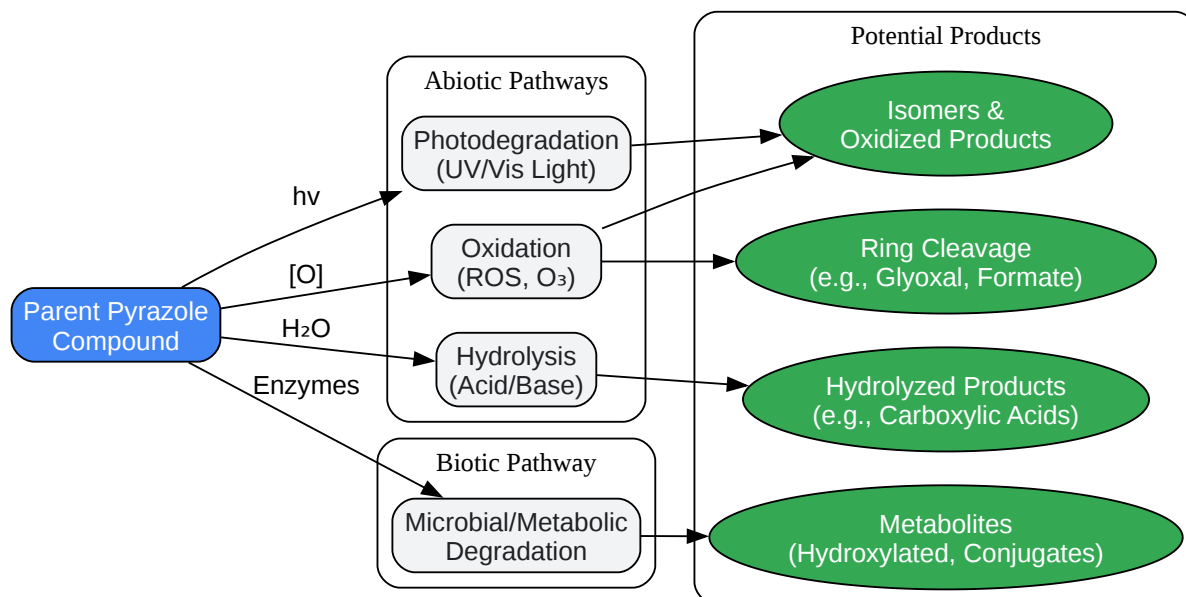 Potential Products
Abiotic Pathways
Isomers &
Oxidized Products
Photodegradation
(UV/Vis Light)
hv
Oxidation
(ROS, O₃)
Ring Cleavage
(e.g., Glyoxal, Formate)
[O]
Parent Pyrazole
Compound
H₂O
Hydrolysis
(Acid/Base)
Hydrolyzed Products
(e.g., Carboxylic Acids)
Enzymes
Biotic Pathway
Microbial/Metabolic
Degradation
Metabolites
(Hydroxylated, Conjugates)